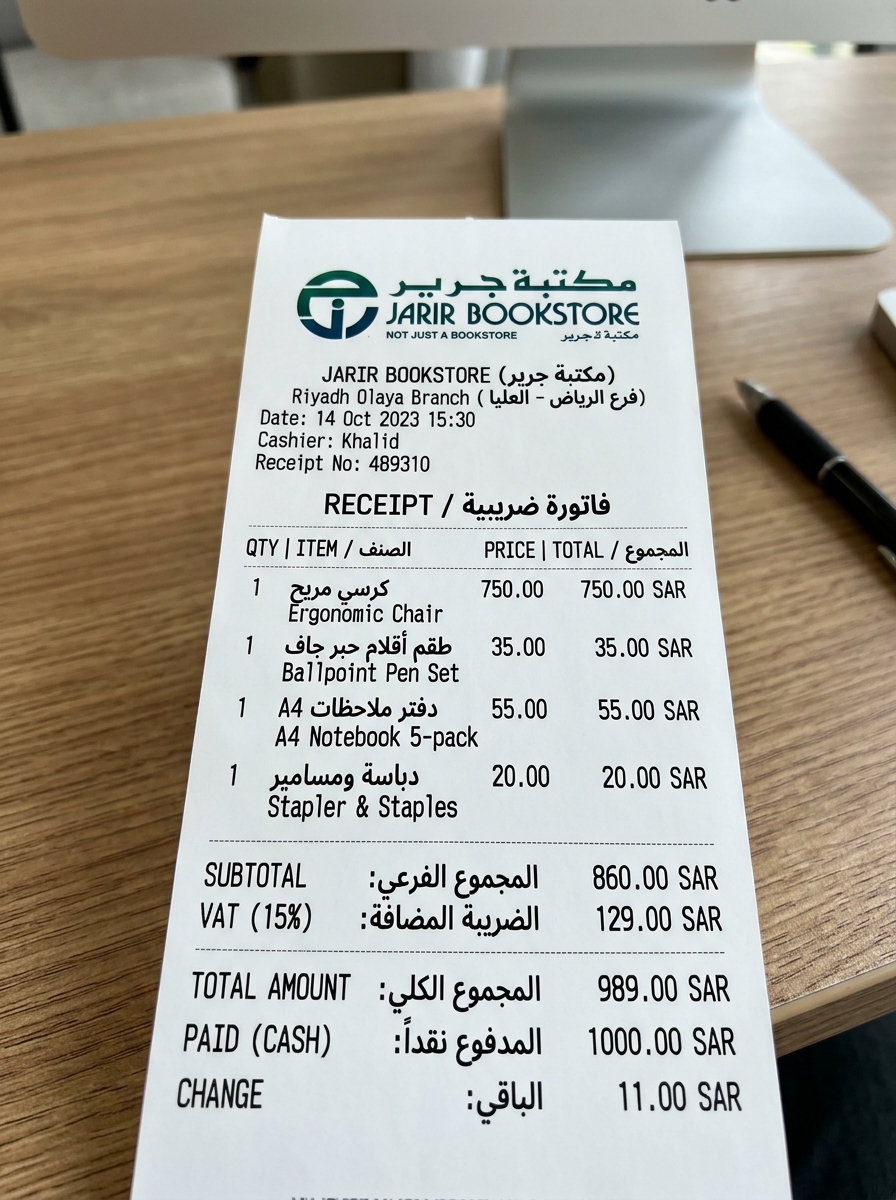 مكتبة جرير
JARIR BOOKSTORE
NOT JUST A BOOKSTORE
JARIR BOOKSTORE (مكتبة جرير)
Riyadh Olaya Branch (فرع الرياض - العليا)
Date: 14 Oct 2023 15:30
Cashier: Khalid
Receipt No: 489310
RECEIPT / فاتورة ضريبية
QTY | ITEM / الصنف PRICE | TOTAL / المجموع
1 كرسي مريح 750.00 750.00 SAR
Ergonomic Chair
1 طقم أقلام حبر جاف 35.00 35.00 SAR
Ballpoint Pen Set
1 دفتر ملاحظات A4 55.00 55.00 SAR
A4 Notebook 5-pack
1 دباسة ومسامير 20.00 20.00 SAR
Stapler & Staples
SUBTOTAL المجموع الفرعي: 860.00 SAR
VAT (15%) الضريبة المضافة: 129.00 SAR
TOTAL AMOUNT المجموع الكلي: 989.00 SAR
PAID (CASH) المدفوع نقداً: 1000.00 SAR
CHANGE الباقي: 11.00 SAR